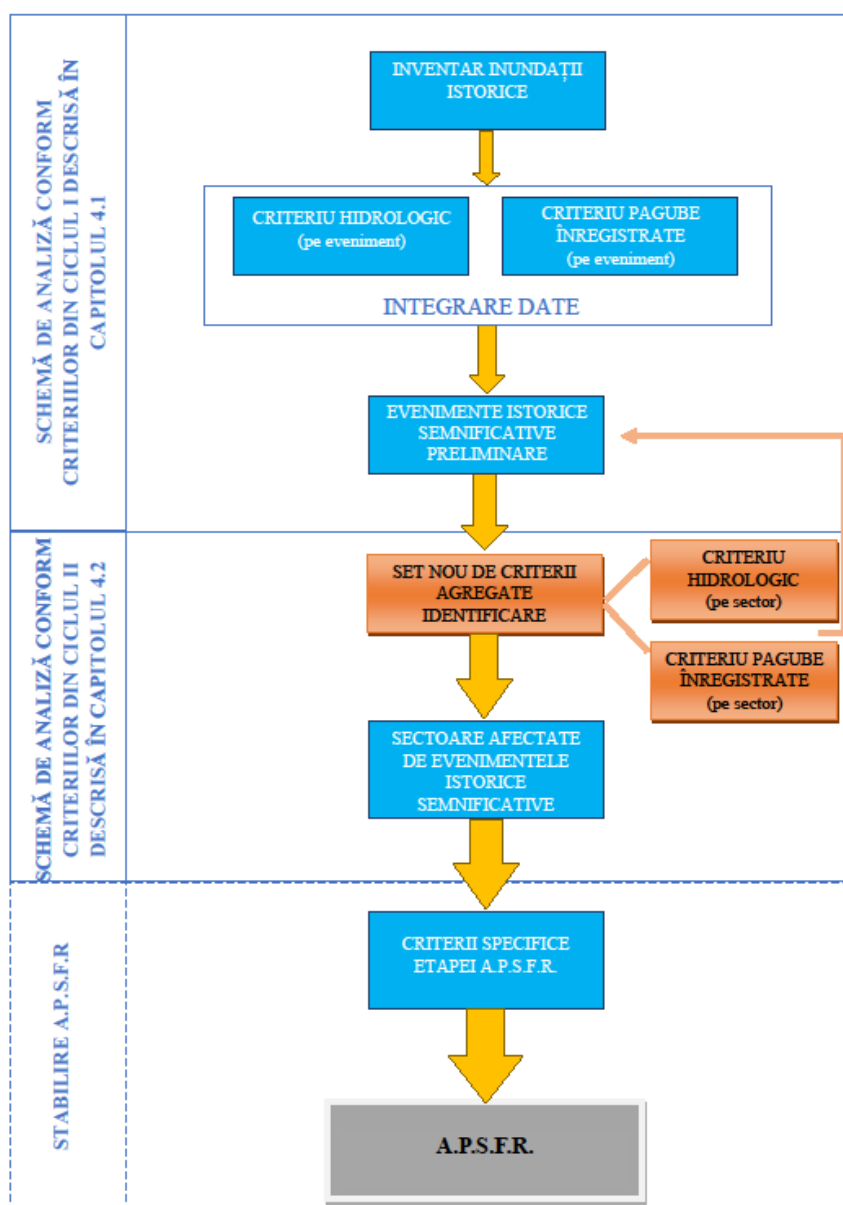 SCHEMĂ DE ANALIZĂ CONFORM
CRITERIILOR DIN CICLUL I DESCRISĂ ÎN
CAPITOLUL 4.1
INVENTAR INUNDAȚII
ISTORICE
CRITERIU HIDROLOGIC
(pe eveniment)
CRITERIU PAGUBE
ÎNREGISTRATE
(pe eveniment)
INTEGRARE DATE
EVENIMENTE ISTORICE
SEMNIFICATIVE
PRELIMINARE
SCHEMĂ DE ANALIZĂ CONFORM
CRITERIILOR DIN CICLUL II
DESCRISĂ ÎN CAPITOLUL 4.2
SET NOU DE CRITERII
AGREGATE
IDENTIFICARE
CRITERIU
HIDROLOGIC
(pe sector)
CRITERIU PAGUBE
ÎNREGISTRATE
(pe sector)
SECTOARE AFECTATE
DE EVENIMENTELE
ISTORICE
SEMNIFICATIVE
STABILIRE A.P.S.F.R
CRITERII SPECIFICE
ETAPEI A.P.S.F.R.
A.P.S.F.R.